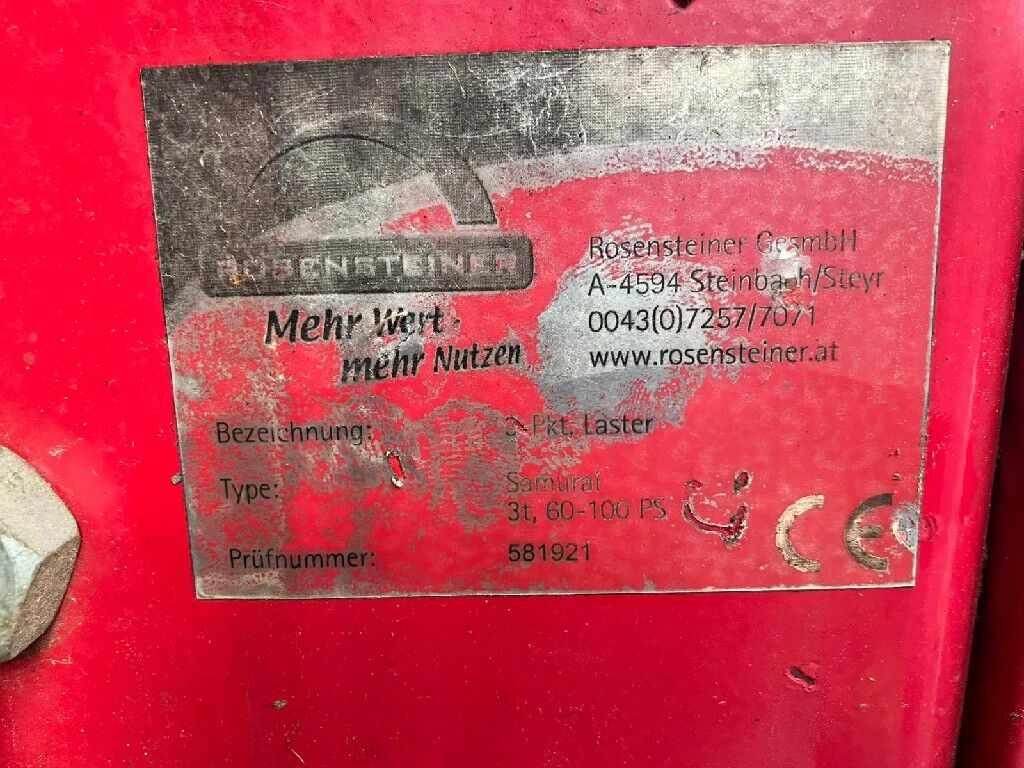 ROSENSTEINER
Mehr Wert -
mehr Nutzen
Rosensteiner GesmbH
A-4594 Steinbach/Steyr
0043(0)7257/7071
www.rosensteiner.at
Bezeichnung: 3-Pkt. Laster
Type: Samurai
3t, 60-100 PS
CE
Prüfnummer: 581921